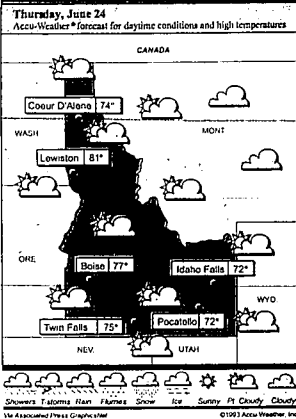 Thursday, June 24
Accu-Weather® forecast for daytime conditions and high temperatures
CANADA
Coeur D'Alene 74°
WASH
MONT
Lewiston 81°
ORE
Boise 77°
Idaho Falls 72°
WYO
Twin Falls 75°
Pocatello 72°
NEV.
UTAH
Showers T-storms Rain Flurries Snow Ice Sunny Pt Cloudy Cloudy
Via Associated Press GraphicsNet
©1993 Accu Weather, Inc.